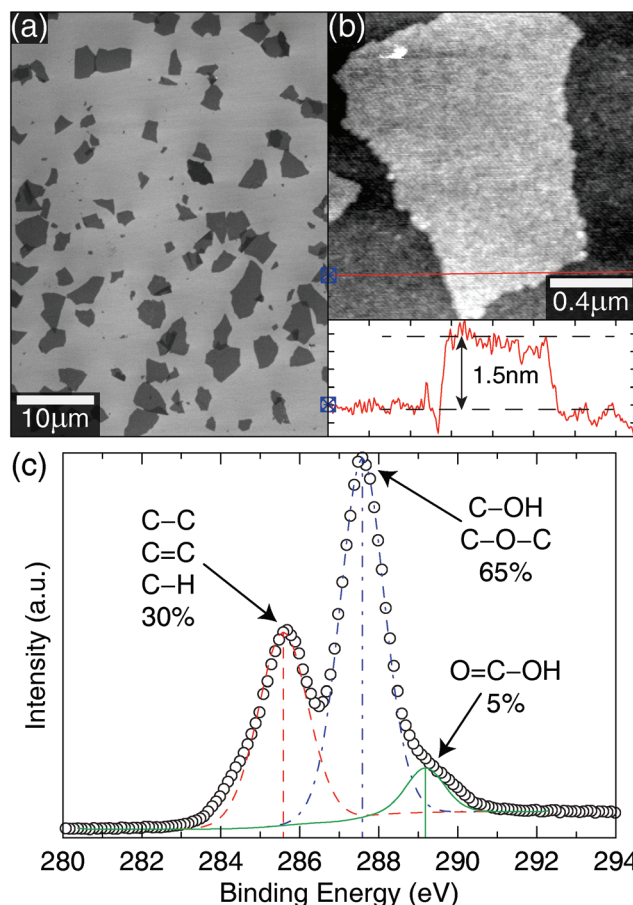 (a)
10μm
(b)
0.4μm
1.5nm
(c)
C–C
C=C
C–H
30%
C–OH
C–O–C
65%
O=C–OH
5%
Intensity (a.u.)
280 282 284 286 288 290 292 294
Binding Energy (eV)